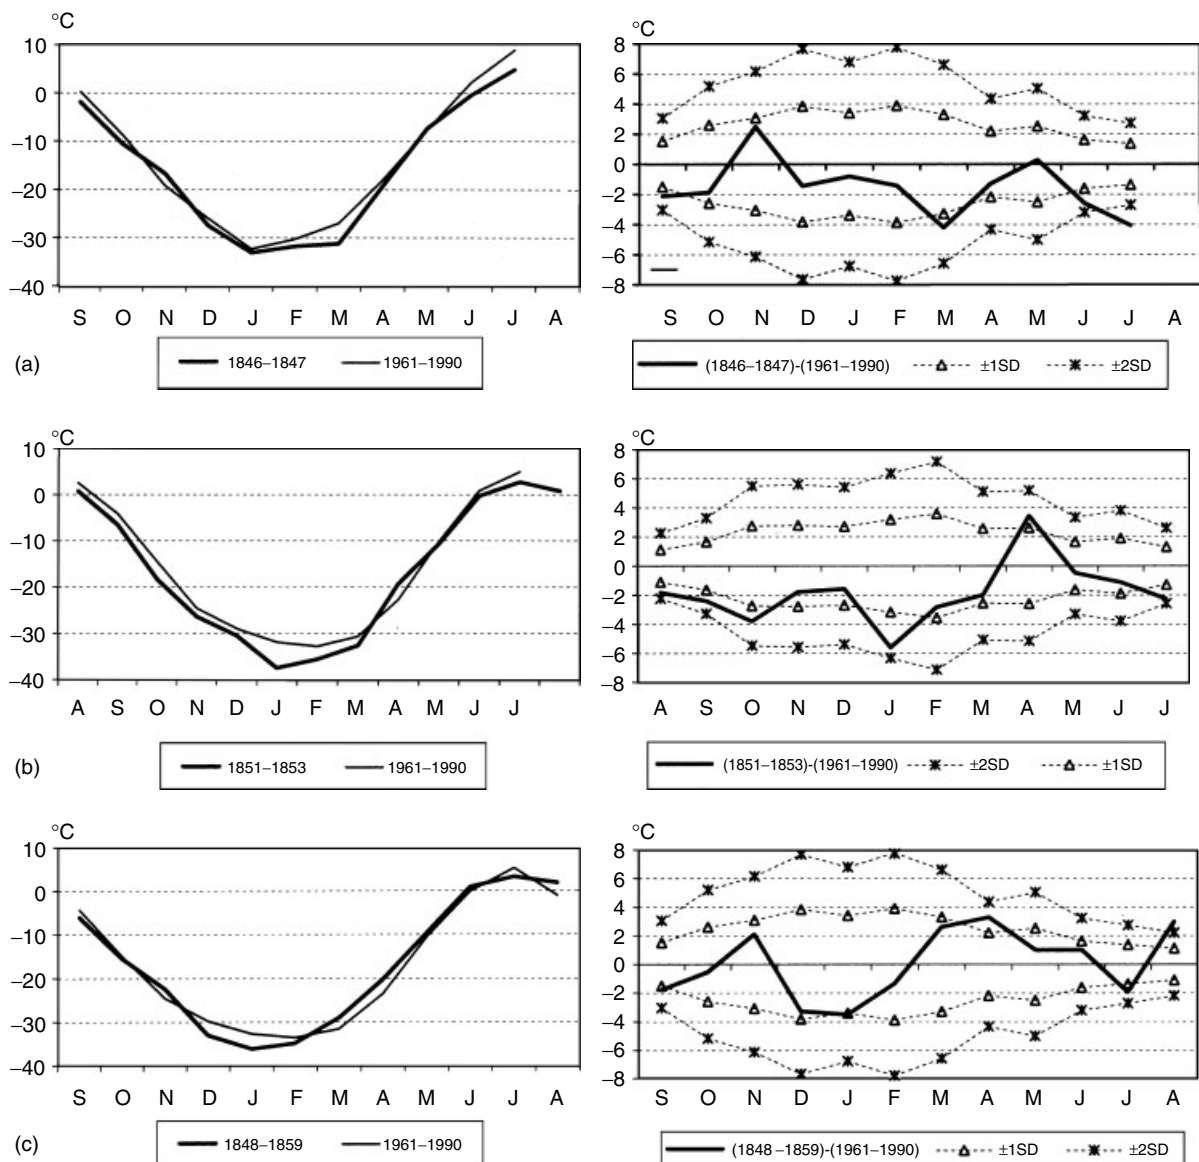 °C
10
0
−10
−20
−30
−40
S O N D J F M A M J J A
1846−1847 1961−1990
°C
8
6
4
2
0
−2
−4
−6
−8
S O N D J F M A M J J A
(1846−1847)-(1961−1990) ±1SD ±2SD
(a)
°C
10
0
−10
−20
−30
−40
A S O N D J F M A M J J
1851−1853 1961−1990
°C
8
6
4
2
0
−2
−4
−6
−8
A S O N D J F M A M J J
(1851−1853)-(1961−1990) ±2SD ±1SD
(b)
°C
10
0
−10
−20
−30
−40
S O N D J F M A M J J A
1848−1859 1961−1990
°C
8
6
4
2
0
−2
−4
−6
−8
S O N D J F M A M J J A
(1848−1859)-(1961−1990) ±1SD ±2SD
(c)